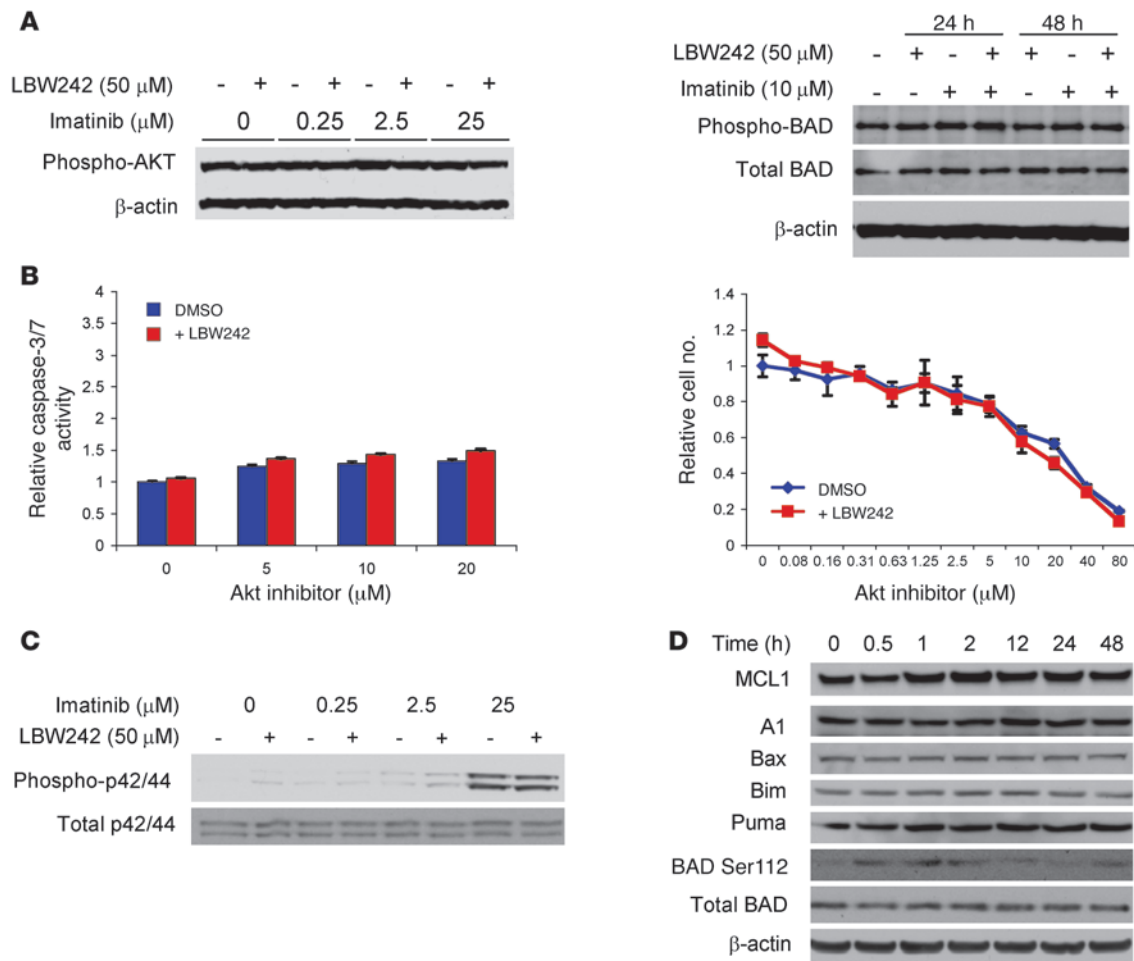 A
LBW242 (50 μM) - + - + - + - +
Imatinib (μM) 0 0.25 2.5 25
Phospho-AKT
β-actin
24 h 48 h
LBW242 (50 μM) - + - + + - +
Imatinib (10 μM) - - + + - + +
Phospho-BAD
Total BAD
β-actin
B
Relative caspase-3/7 activity
4
3.5
3
2.5
2
1.5
1
0.5
0
DMSO
+ LBW242
0 5 10 20
Akt inhibitor (μM)
Relative cell no.
1.4
1.2
1
0.8
0.6
0.4
0.2
0
DMSO
+ LBW242
0 0.08 0.16 0.31 0.63 1.25 2.5 5 10 20 40 80
Akt inhibitor (μM)
C
Imatinib (μM) 0 0.25 2.5 25
LBW242 (50 μM) - + - + - + - +
Phospho-p42/44
Total p42/44
D
Time (h) 0 0.5 1 2 12 24 48
MCL1
A1
Bax
Bim
Puma
BAD Ser112
Total BAD
β-actin